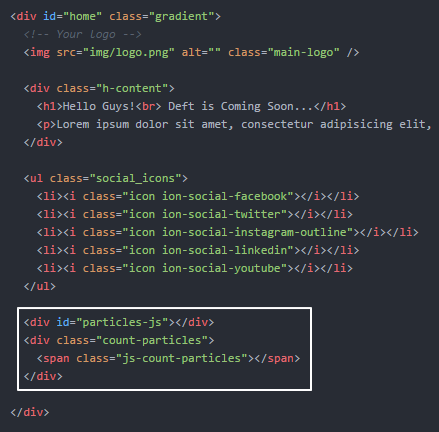 <div id="home" class="gradient">
<!-- Your Logo -->
<img src="img/logo.png" alt="" class="main-logo" />
<div class="h-content">
<h1>Hello Guys!<br> Deft is Coming Soon...</h1>
<p>Lorem ipsum dolor sit amet, consectetur adipisicing elit,
</div>
<ul class="social_icons">
<li><i class="icon ion-social-facebook"></i></li>
<li><i class="icon ion-social-twitter"></i></li>
<li><i class="icon ion-social-instagram-outline"></i></li>
<li><i class="icon ion-social-linkedin"></i></li>
<li><i class="icon ion-social-youtube"></i></li>
</ul>
<div id="particles-js"></div>
<div class="count-particles">
<span class="js-count-particles"></span>
</div>
</div>